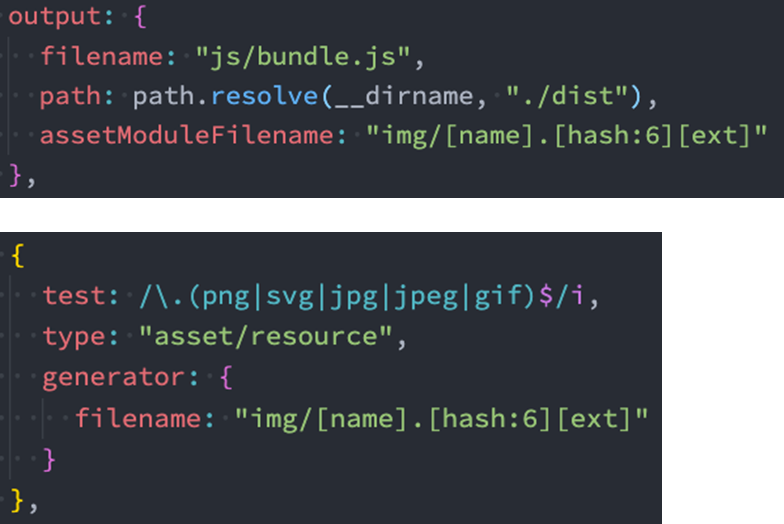 output: {
  filename: "js/bundle.js",
  path: path.resolve(__dirname, "./dist"),
  assetModuleFilename: "img/[name].[hash:6][ext]"
},
{
  test: /\.(png|svg|jpg|jpeg|gif)$/i,
  type: "asset/resource",
  generator: {
    filename: "img/[name].[hash:6][ext]"
  }
},